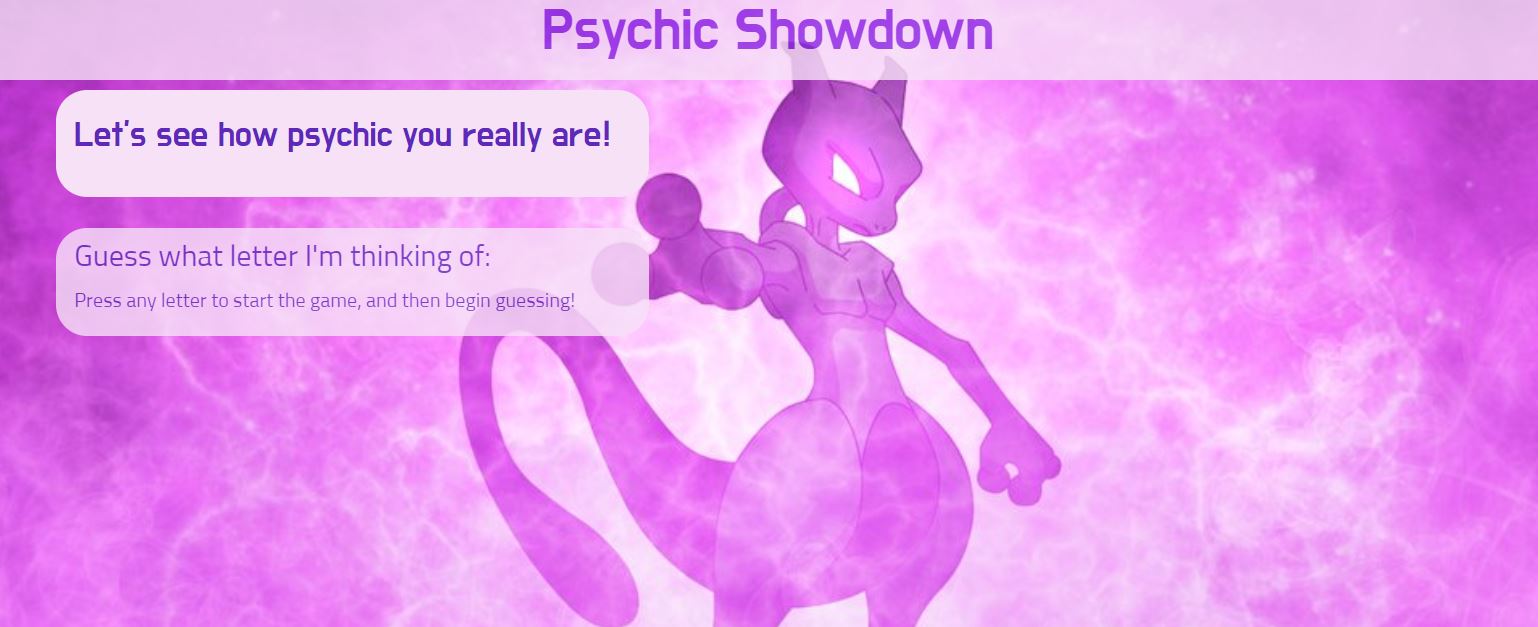 Psychic Showdown
Let's see how psychic you really are!
Guess what letter I'm thinking of:
Press any letter to start the game, and then begin guessing!